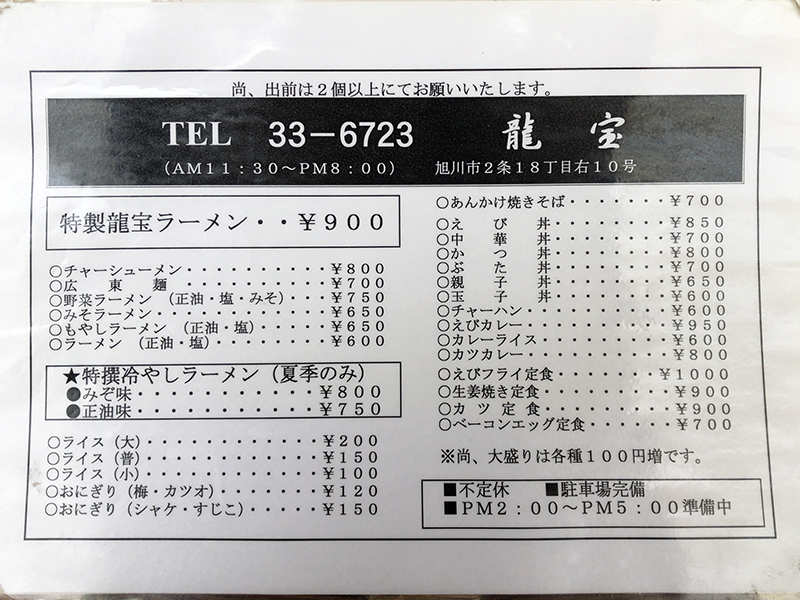 尚、出前は２個以上にてお願いいたします。
TEL 33－6723 龍宝
（AM１１：３０～PM８：００） 旭川市２条１８丁目右１０号
特製龍宝ラーメン・・￥９００
○チャーシューメン・・・・・・・・・・￥８００
○広東麺・・・・・・・・・・￥７００
○野菜ラーメン（正油・塩・みそ）・・・￥７５０
○みそラーメン・・・・・・・・・・・・￥６５０
○もやしラーメン（正油・塩）・・・・・￥６５０
○ラーメン（正油・塩）・・・・・・・・￥６００
★特撰冷やしラーメン（夏季のみ）
●みぞ味・・・・・・・・・・・・￥８００
●正油味・・・・・・・・・・・・￥７５０
○ライス（大）・・・・・・・・・・・￥２００
○ライス（普）・・・・・・・・・・・￥１５０
○ライス（小）・・・・・・・・・・・￥１００
○おにぎり（梅・カツオ）・・・・・・・￥１２０
○おにぎり（シャケ・すじこ）・・・・・￥１５０
○あんかけ焼きそば・・・・・・・￥７００
○えび丼・・・・・・・・￥８５０
○中華丼・・・・・・・・￥７００
○かつ丼・・・・・・・・￥８００
○ぶた丼・・・・・・・・￥７００
○親子丼・・・・・・・・￥６５０
○玉子丼・・・・・・・・￥６００
○チャーハン・・・・・・・・・・￥６００
○えびカレー・・・・・・・・・・￥９５０
○カレーライス・・・・・・・・・￥６００
○カツカレー・・・・・・・・・・￥８００
○えびフライ定食・・・・・・・￥１０００
○生姜焼き定食・・・・・・・・・￥９００
○カツ定食・・・・・・・・・￥９００
○ベーコンエッグ定食・・・・・・￥７００
※尚、大盛りは各種１００円増です。
■不定休 ■駐車場完備
■PM２：００～PM５：００準備中